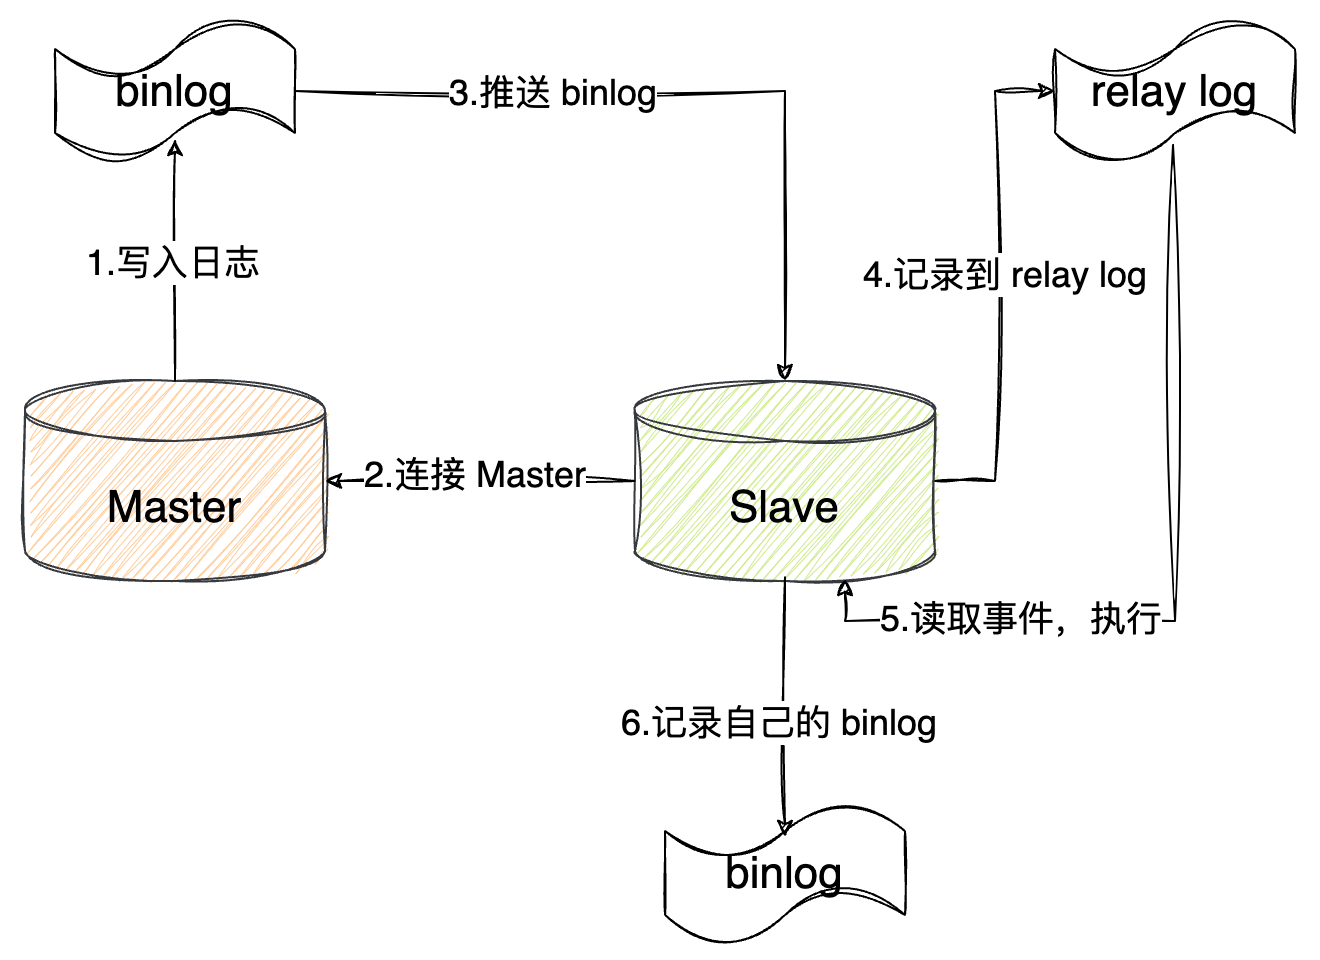 binlog
3.推送 binlog
relay log
1.写入日志
4.记录到 relay log
2.连接 Master
Master
Slave
5.读取事件，执行
6.记录自己的 binlog
binlog